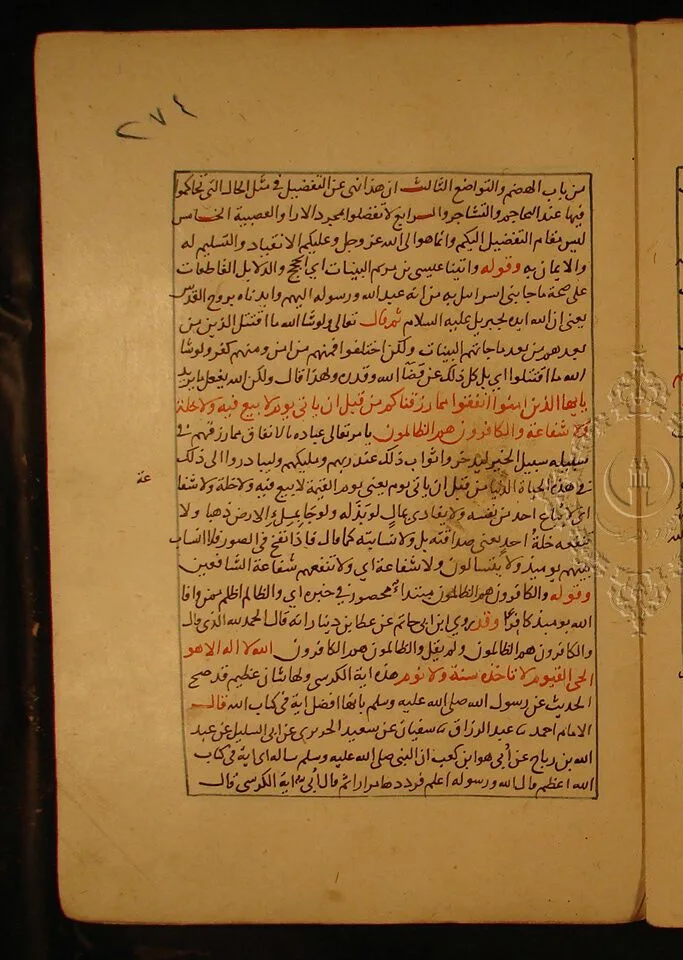 ٢٧٤
من باب الهضم والتواضع الثالث ان هذا نهى عن التفضيل في مثل الحال التي تحاكموا
فيها عند التخاصم والتشاجر والرابع لا تفضلوا بمجرد الارا والعصبية الخامس
ليس مقام التفضيل اليكم وانما هو الى الله عز وجل وعليكم الانقياد والتسليم له
والايمان به وقوله واتينا عيسى بن مريم البينات اي الحجج والدلايل القاطعات
على صحة ما جا بني اسرايل به من انه عبد الله ورسوله اليهم وايدناه بروح القدس
يعني ان الله ايده بجبريل عليه السلام ثم قال تعالى ولو شا الله ما اقتتل الذين من
بعدهم من بعد ما جاتهم البينات ولكن اختلفوا فمنهم من امن ومنهم كفر ولو شا
الله ما اقتتلوا اي بل كل ذلك عن قضا الله وقدره ولهذا قال ولكن الله يفعل ما يريد
يا يها الذين امنوا انفقوا مما رزقناكم من قبل ان ياتي يوم لا بيع فيه ولا خلة
ولا شفاعة والكافرون هم الظالمون يامر تعالى عباده بالانفاق مما رزقهم في
سبيله سبيل الخير ليدخروا ثواب ذلك عند ربهم ومليكهم وليبادروا الى ذلك
في هذه الحياة الدنيا من قبل ان ياتي يوم يعني يوم القيمة لا بيع فيه ولا خلة ولا شفا
عة
اي لا يباع احد من نفسه ولا يفادى بمال لو بذله ولو جا بملء الارض ذهبا ولا
تنفعه خلة احد يعني صداقته بل ولا نسابته كما قال فاذا نفخ في الصور فلا انساب
بينهم يوميذ ولا يتسالون ولا شفاعة اي ولا تنفعهم شفاعة الشافعين
وقوله والكافرون هم الظالمون مبتدا محصور في خبره اي ولا ظالم اظلم ممن وافا
الله يوميذ كافرا وقد روي ابن ابي حاتم عن عطا بن دينار انه قال الحمد لله الذي قال
والكافرون هم الظالمون ولم يقل والظالمون هم الكافرون الله لا اله الا هو
الحي القيوم لا تاخذه سنة ولا نوم هذه اية الكرسي ولها شان عظيم قد صح
الحديث عن رسول الله صلى الله عليه وسلم بانها افضل اية في كتاب الله قال
الامام احمد ثنا عبد الرزاق ثنا سفيان عن سعيد الجريري عن ابي السليل عن عبد
الله بن رباح عن أبي هو ابن كعب ان النبي صلى الله عليه وسلم ساله اي اية في كتاب
الله اعظم قال الله ورسوله اعلم فرددها مرارا ثم قال أبي اية الكرسي قال